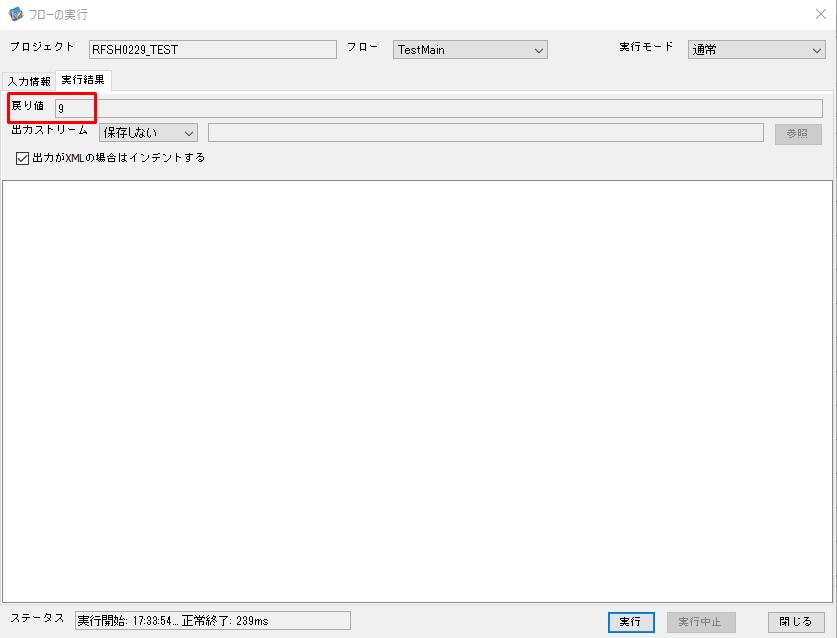 フローの実行
プロジェクト RFSH0229_TEST フロー TestMain 実行モード 通常
入力情報 実行結果
戻り値 9
出力ストリーム 保存しない 参照
出力がXMLの場合はインデントする
ステータス 実行開始: 17:33:54... 正常終了: 239ms 実行 実行中止 閉じる